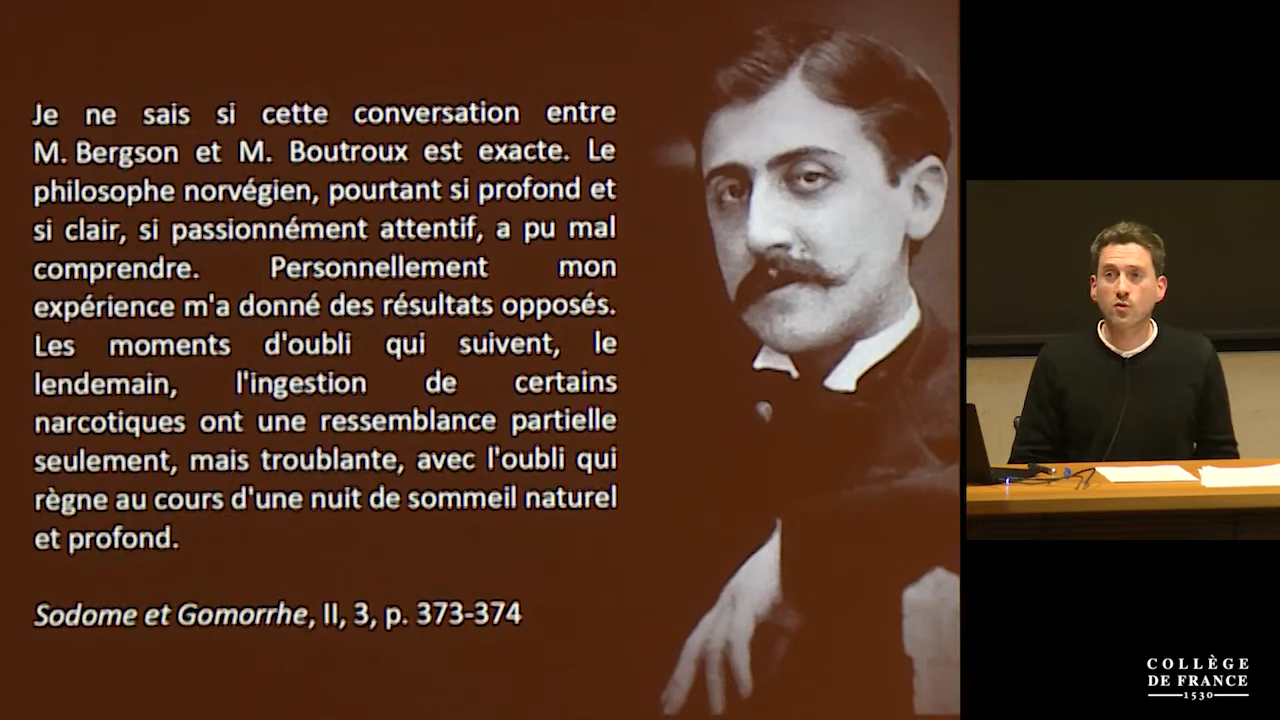 Je ne sais si cette conversation entre
M. Bergson et M. Boutroux est exacte. Le
philosophe norvégien, pourtant si profond et
si clair, si passionnément attentif, a pu mal
comprendre. Personnellement mon
expérience m'a donné des résultats opposés.
Les moments d'oubli qui suivent, le
lendemain, l'ingestion de certains
narcotiques ont une ressemblance partielle
seulement, mais troublante, avec l'oubli qui
règne au cours d'une nuit de sommeil naturel
et profond.
Sodome et Gomorrhe, II, 3, p. 373-374
COLLÈGE
DE FRANCE
1530